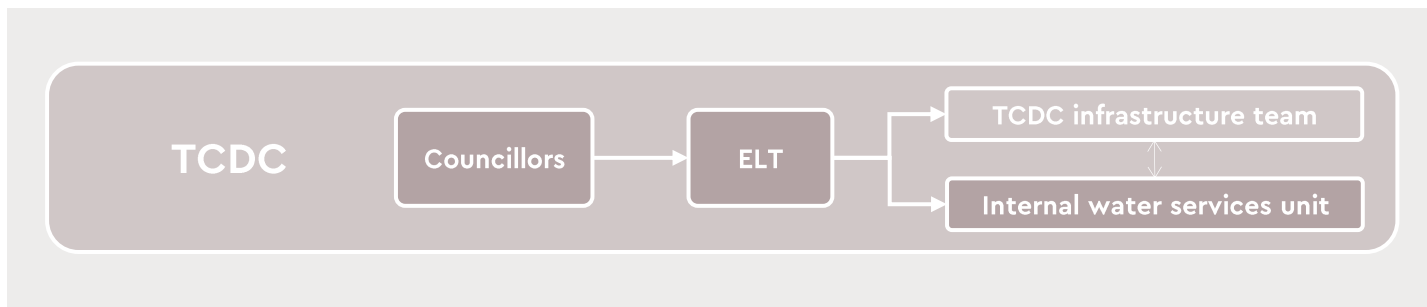 TCDC
Councillors
ELT
TCDC infrastructure team
Internal water services unit